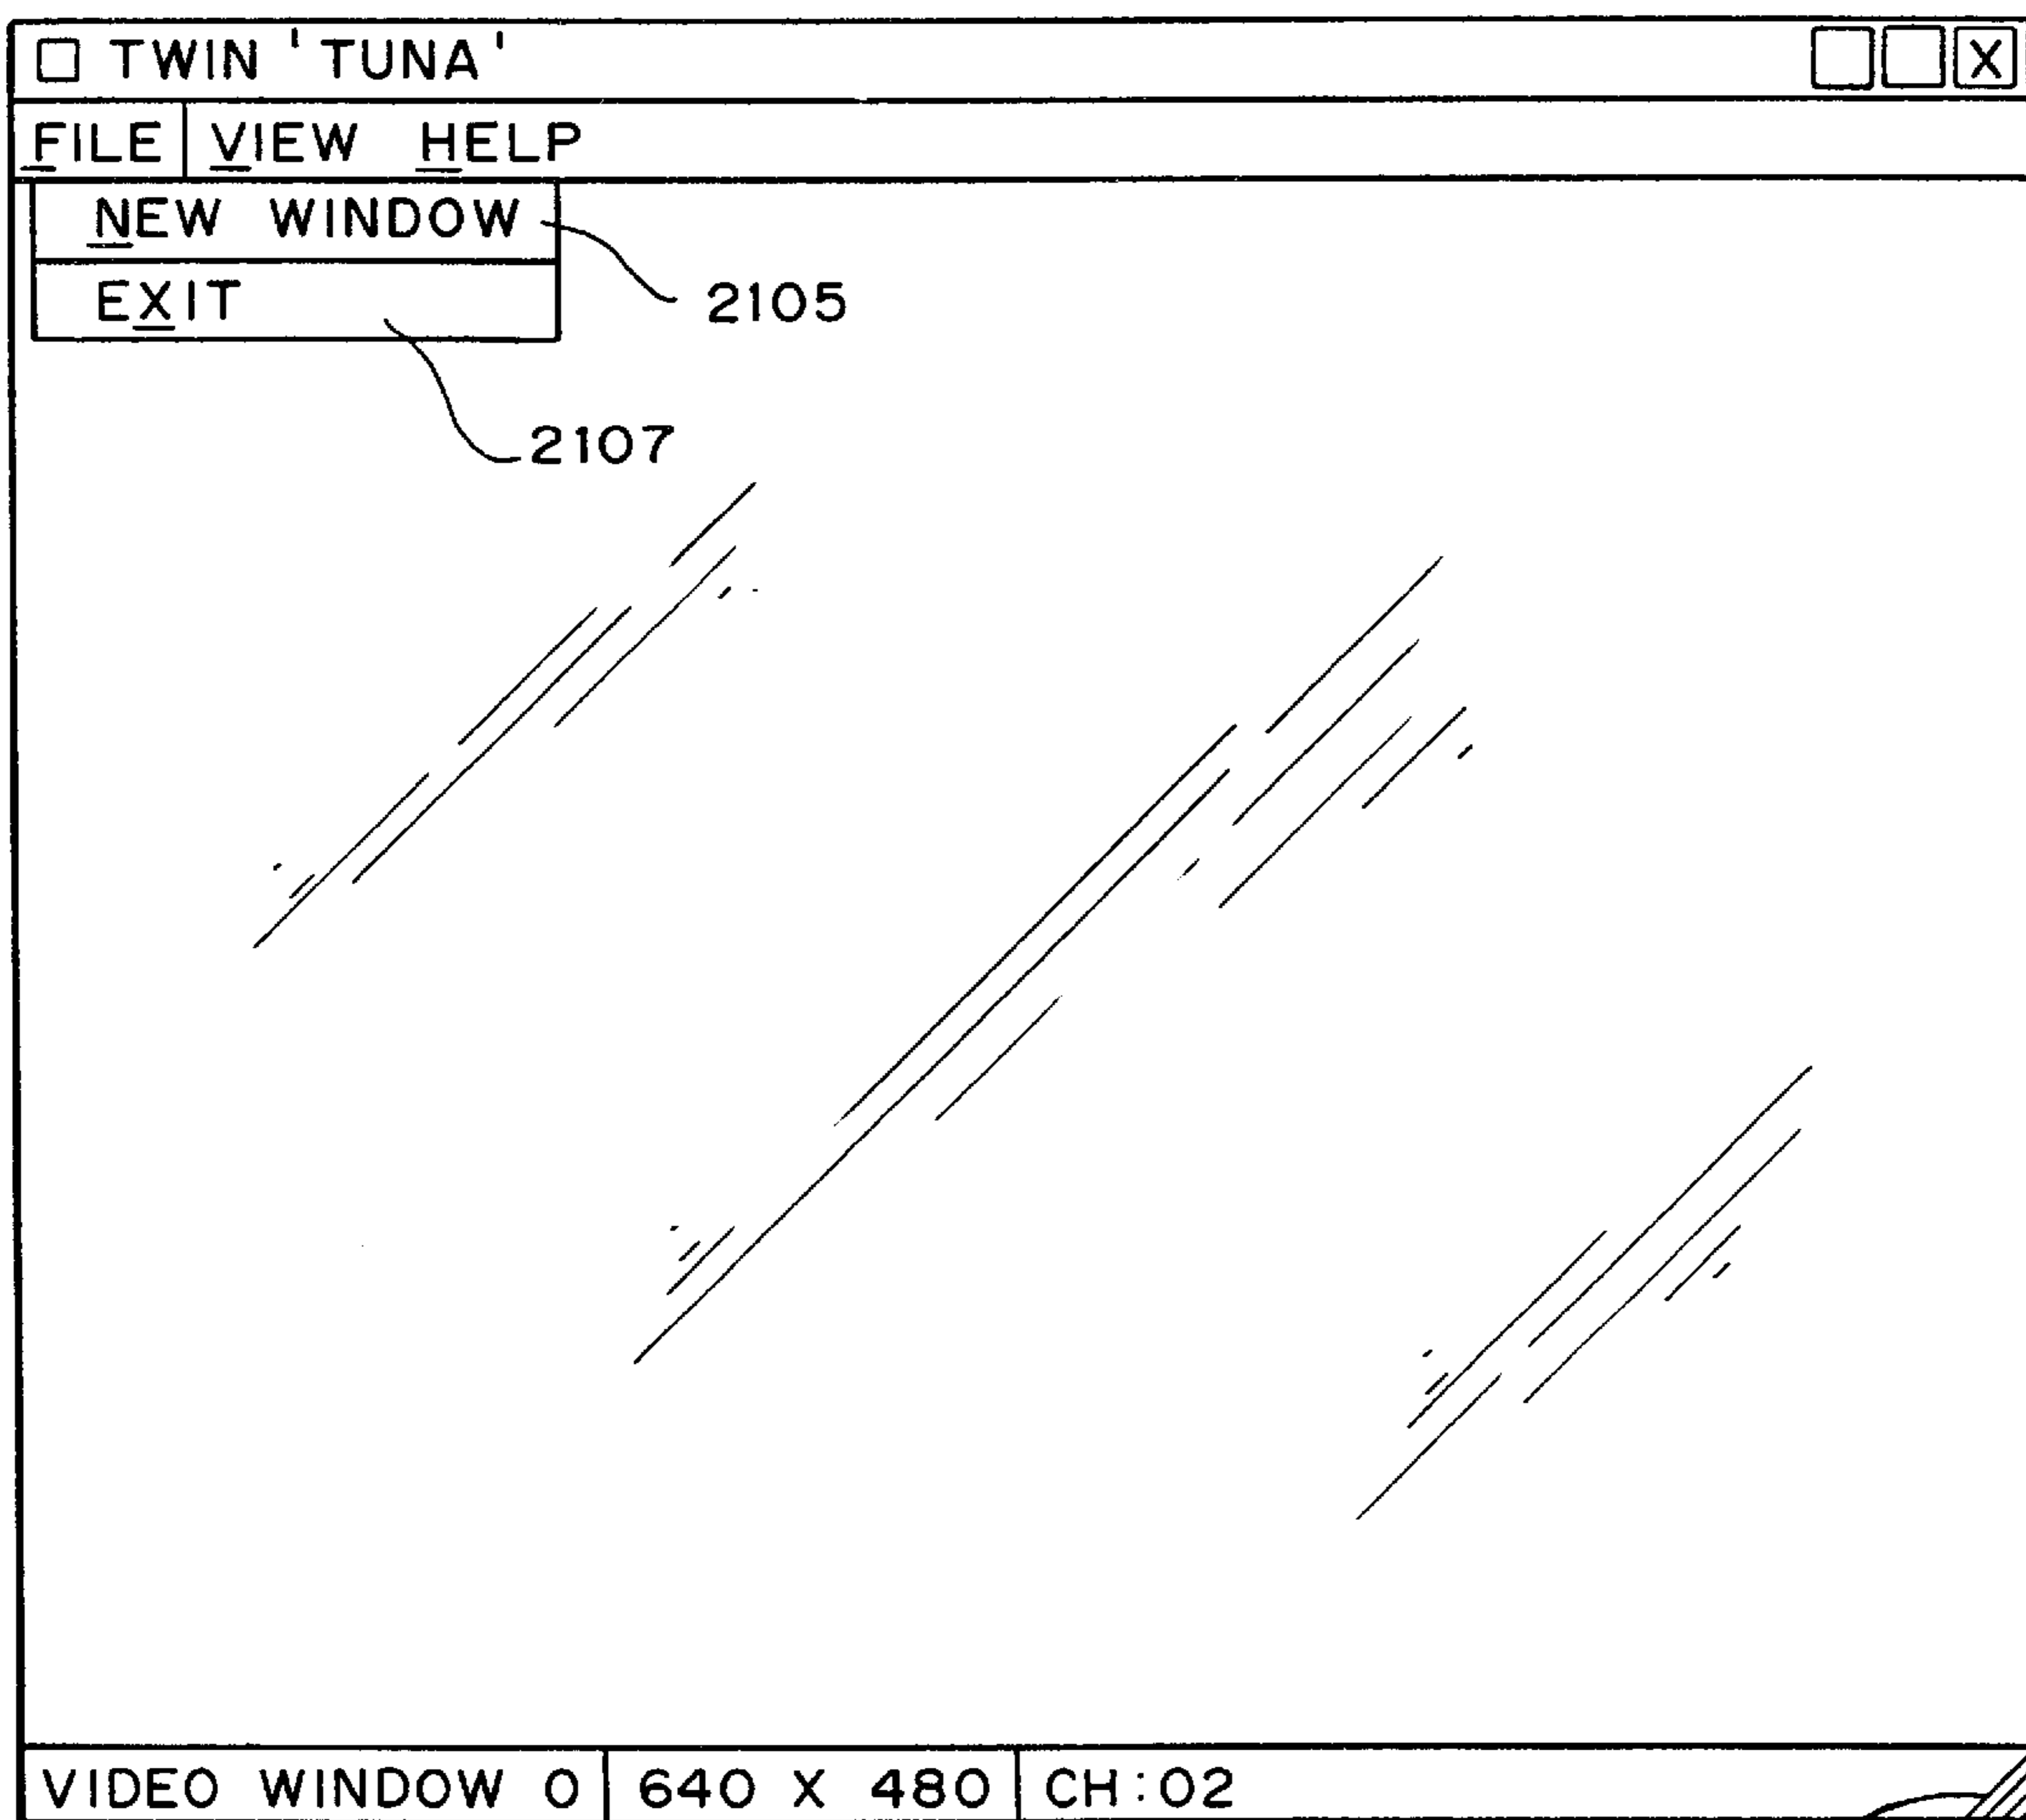 TWIN 'TUNA'
X
FILE VIEW HELP
NEW WINDOW
EXIT
2105
2107
VIDEO WINDOW 0 640 X 480 CH:02